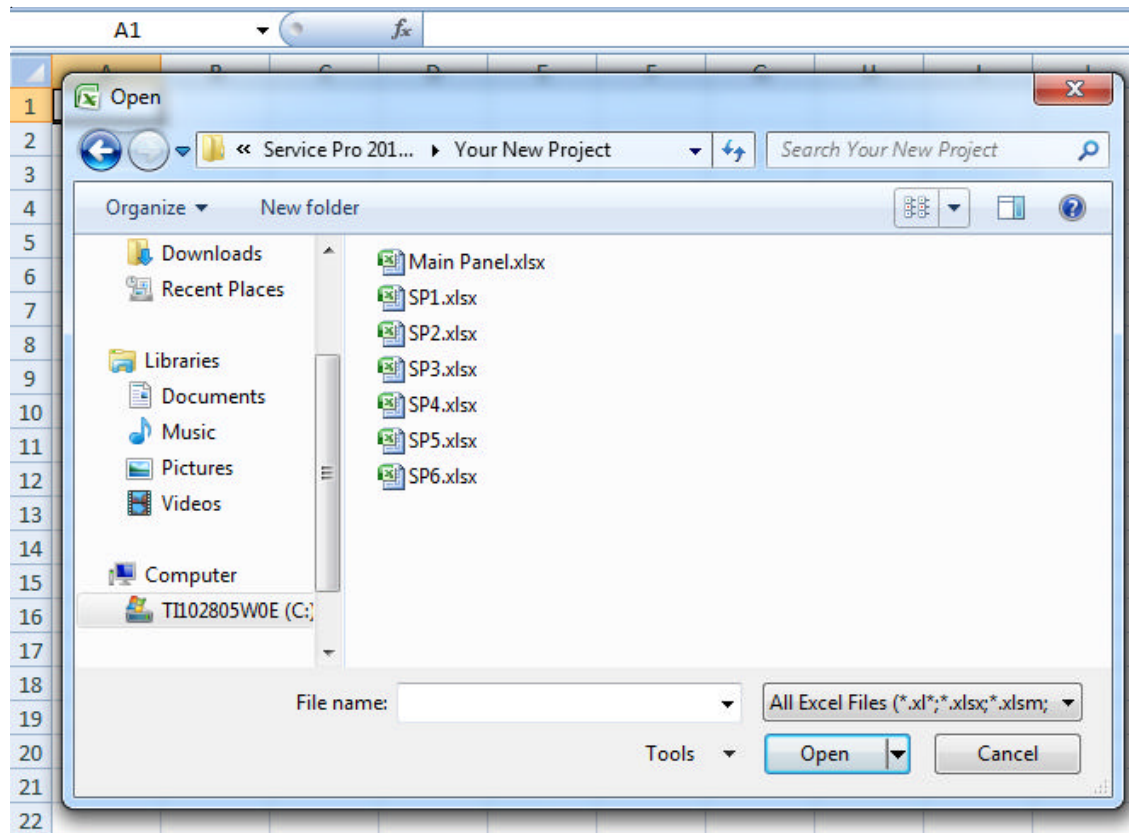 A1 fx
Open
« Service Pro 201... Your New Project Search Your New Project
Organize New folder
Downloads
Recent Places
Libraries
Documents
Music
Pictures
Videos
Computer
TI102805W0E (C:)
Main Panel.xlsx
SP1.xlsx
SP2.xlsx
SP3.xlsx
SP4.xlsx
SP5.xlsx
SP6.xlsx
File name: All Excel Files (*.xl*;*.xlsx;*.xlsm;
Tools Open Cancel
1
2
3
4
5
6
7
8
9
10
11
12
13
14
15
16
17
18
19
20
21
22